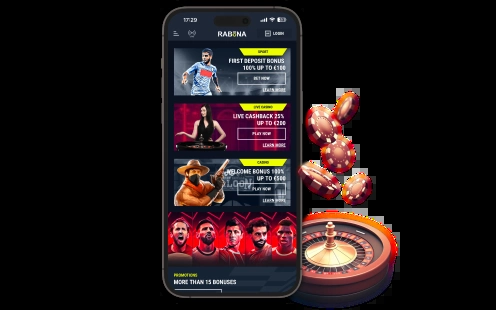 17:29
RABONA
LOGIN
SPORT
FIRST DEPOSIT BONUS
100% UP TO €100
BET NOW
LEARN MORE
LIVE CASINO
LIVE CASHBACK 25%
UP TO €200
PLAY NOW
LEARN MORE
CASINO
WELCOME BONUS 100%
UP TO €500
PLAY NOW
LEARN MORE
PROMOTIONS
MORE THAN 15 BONUSES